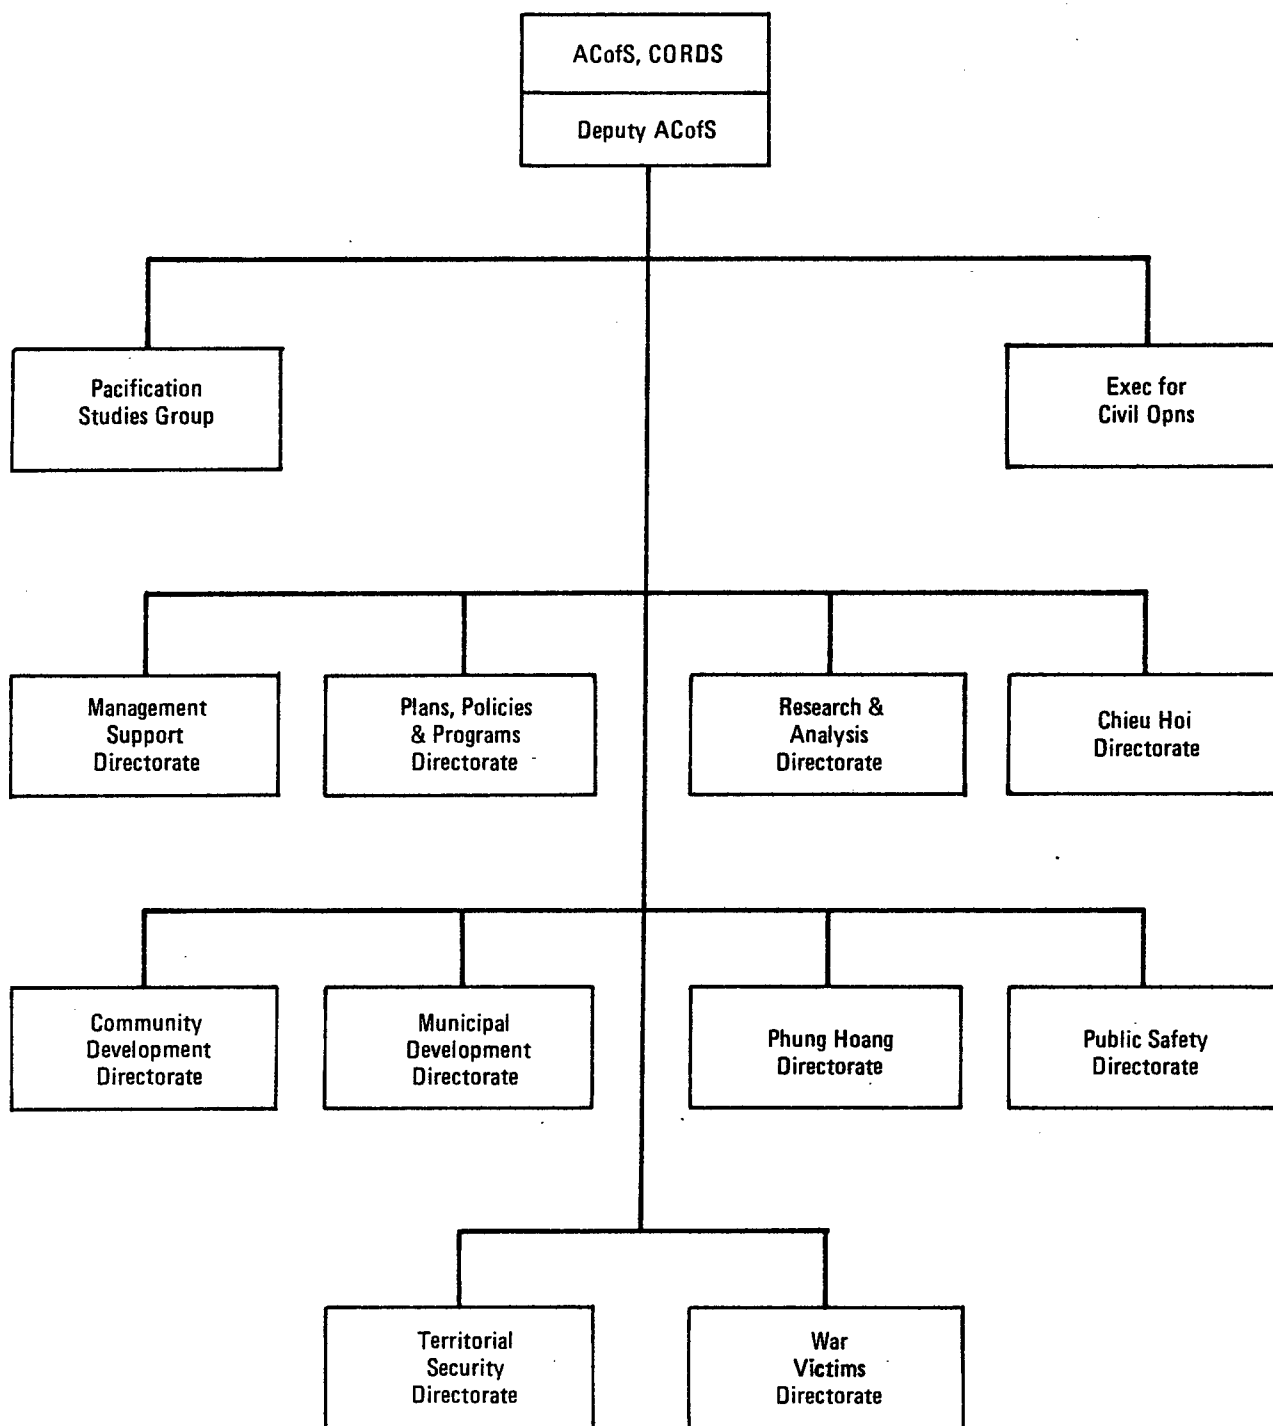 ACofS, CORDS
Deputy ACofS
Pacification
Studies Group
Exec for
Civil Opns
Management
Support
Directorate
Plans, Policies
& Programs
Directorate
Research &
Analysis
Directorate
Chieu Hoi
Directorate
Community
Development
Directorate
Municipal
Development
Directorate
Phung Hoang
Directorate
Public Safety
Directorate
Territorial
Security
Directorate
War
Victims
Directorate